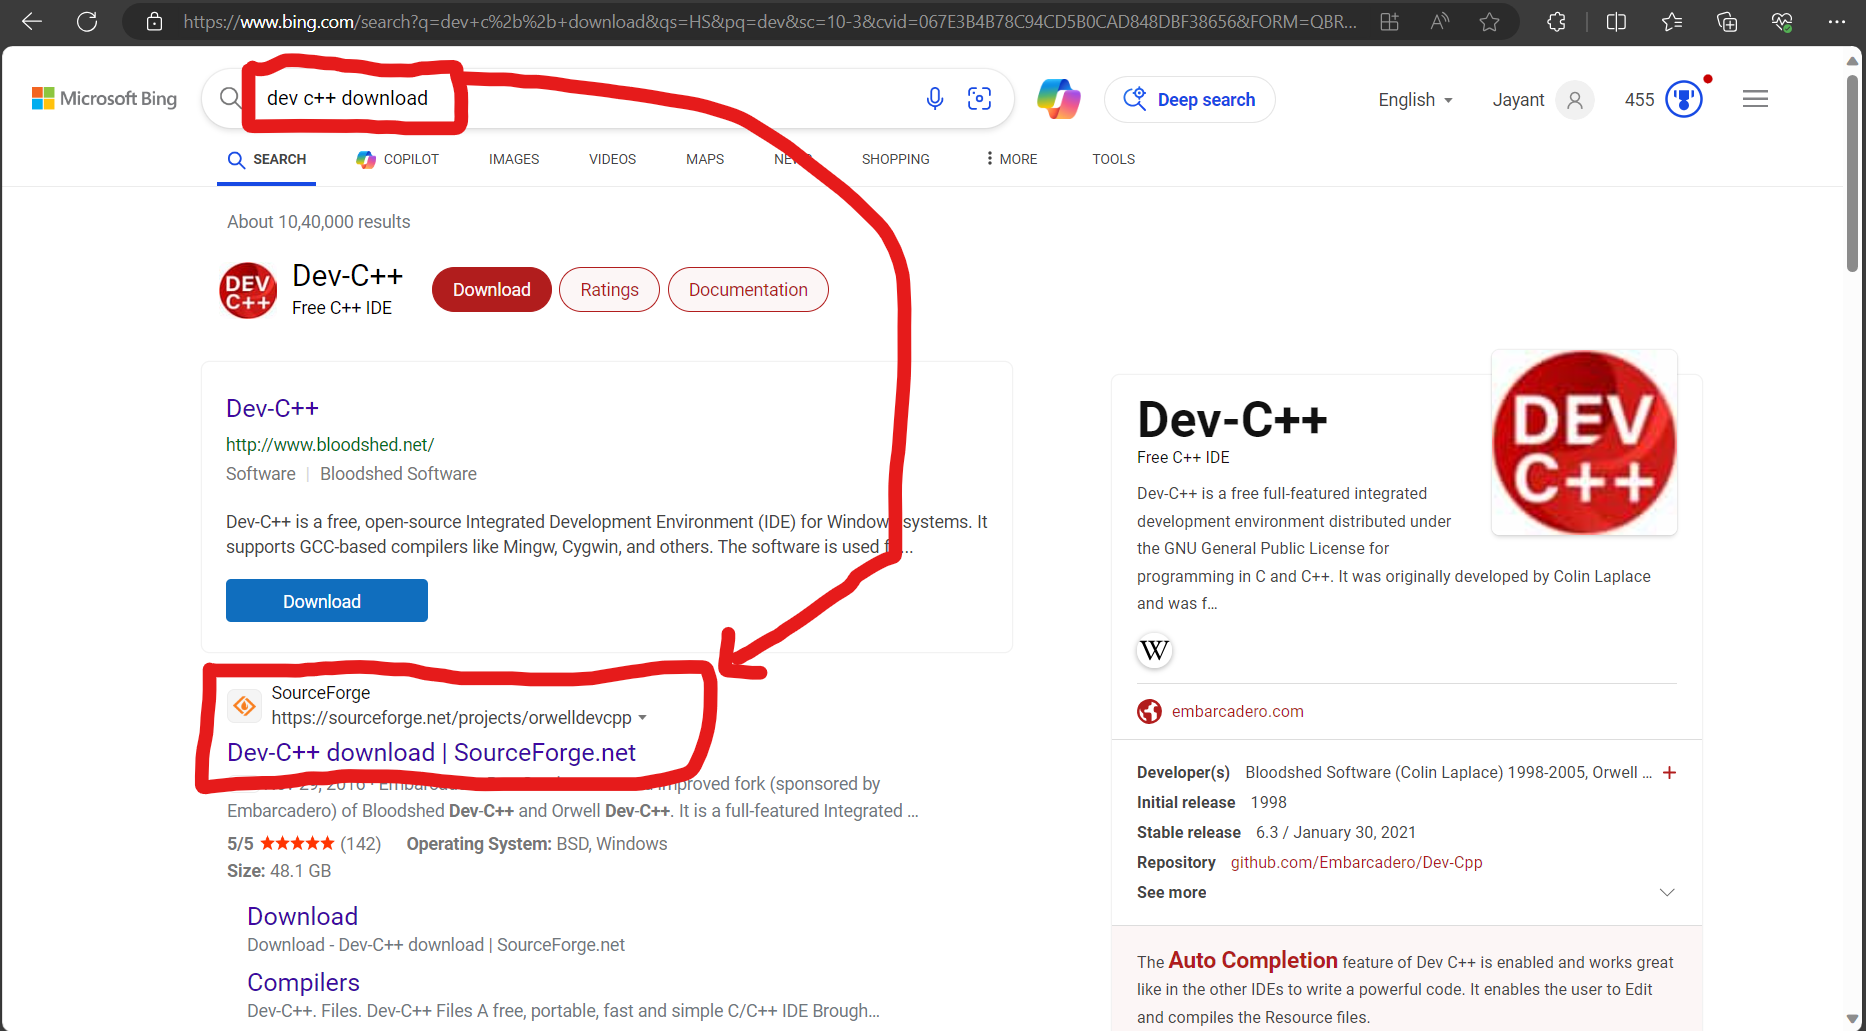 https://www.bing.com/search?q=dev+c%2b%2b+download&qs=HS&pq=dev&sc=10-3&cvid=067E3B4B78C94CD5B0CAD848DBF38656&FORM=QBR...
Microsoft Bing
dev c++ download
Deep search
English
Jayant
455
SEARCH
COPILOT
IMAGES
VIDEOS
MAPS
SHOPPING
MORE
TOOLS
About 10,40,000 results
DEV
C++
Dev-C++
Free C++ IDE
Download
Ratings
Documentation
Dev-C++
http://www.bloodshed.net/
Software | Bloodshed Software
Dev-C++ is a free, open-source Integrated Development Environment (IDE) for Window systems. It
supports GCC-based compilers like Mingw, Cygwin, and others. The software is used f...
Download
SourceForge
https://sourceforge.net/projects/orwelldevcpp
Dev-C++ download | SourceForge.net
29, 2016 · improved fork (sponsored by
Embarcadero) of Bloodshed Dev-C++ and Orwell Dev-C++. It is a full-featured Integrated ...
5/5 (142) Operating System: BSD, Windows
Size: 48.1 GB
Download
Download - Dev-C++ download | SourceForge.net
Compilers
Dev-C++. Files. Dev-C++ Files A free, portable, fast and simple C/C++ IDE Brough...
Dev-C++
Free C++ IDE
DEV
C++
Dev-C++ is a free full-featured integrated
development environment distributed under
the GNU General Public License for
programming in C and C++. It was originally developed by Colin Laplace
and was f...
W
embarcadero.com
Developer(s) Bloodshed Software (Colin Laplace) 1998-2005, Orwell ... +
Initial release 1998
Stable release 6.3 / January 30, 2021
Repository github.com/Embarcadero/Dev-Cpp
See more
The Auto Completion feature of Dev C++ is enabled and works great
like in the other IDEs to write a powerful code. It enables the user to Edit
and compiles the Resource files.